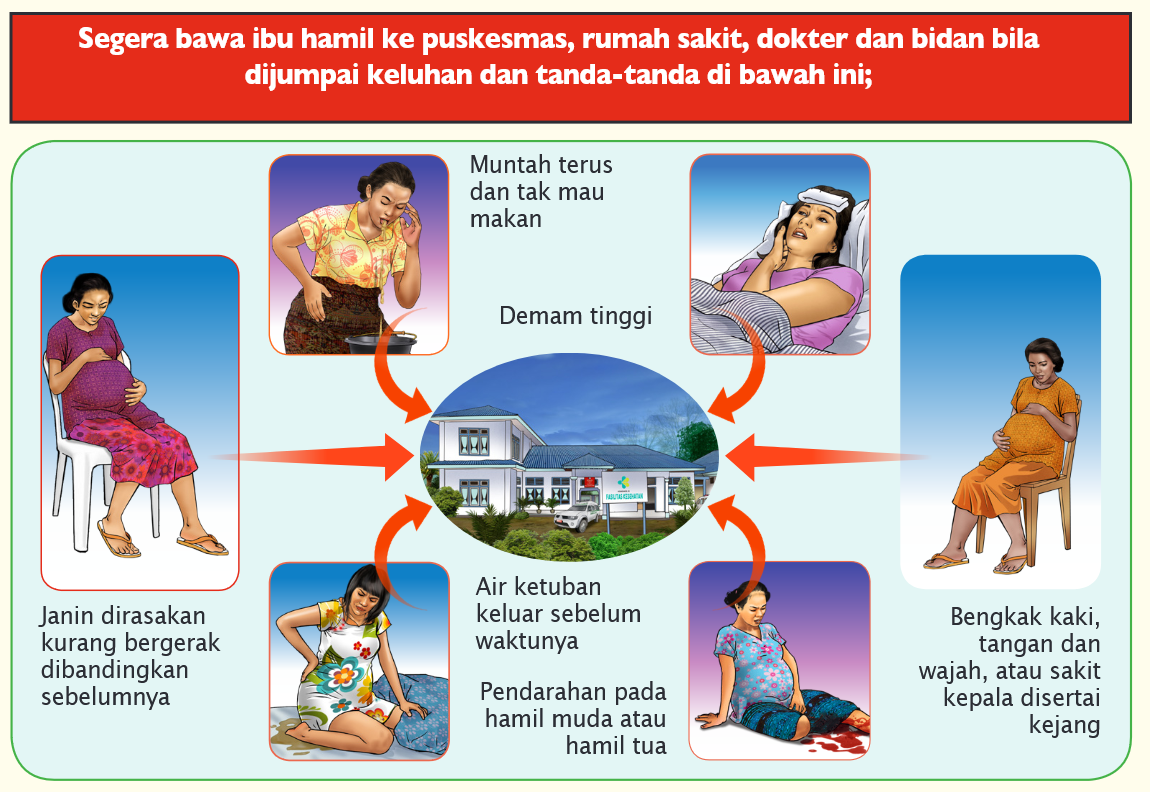 Segera bawa ibu hamil ke puskesmas, rumah sakit, dokter dan bidan bila
dijumpai keluhan dan tanda-tanda di bawah ini;
Muntah terus
dan tak mau
makan
Demam tinggi
FASILITAS KESEHATAN
Janin dirasakan
kurang bergerak
dibandingkan
sebelumnya
Air ketuban
keluar sebelum
waktunya
Pendarahan pada
hamil muda atau
hamil tua
Bengkak kaki,
tangan dan
wajah, atau sakit
kepala disertai
kejang